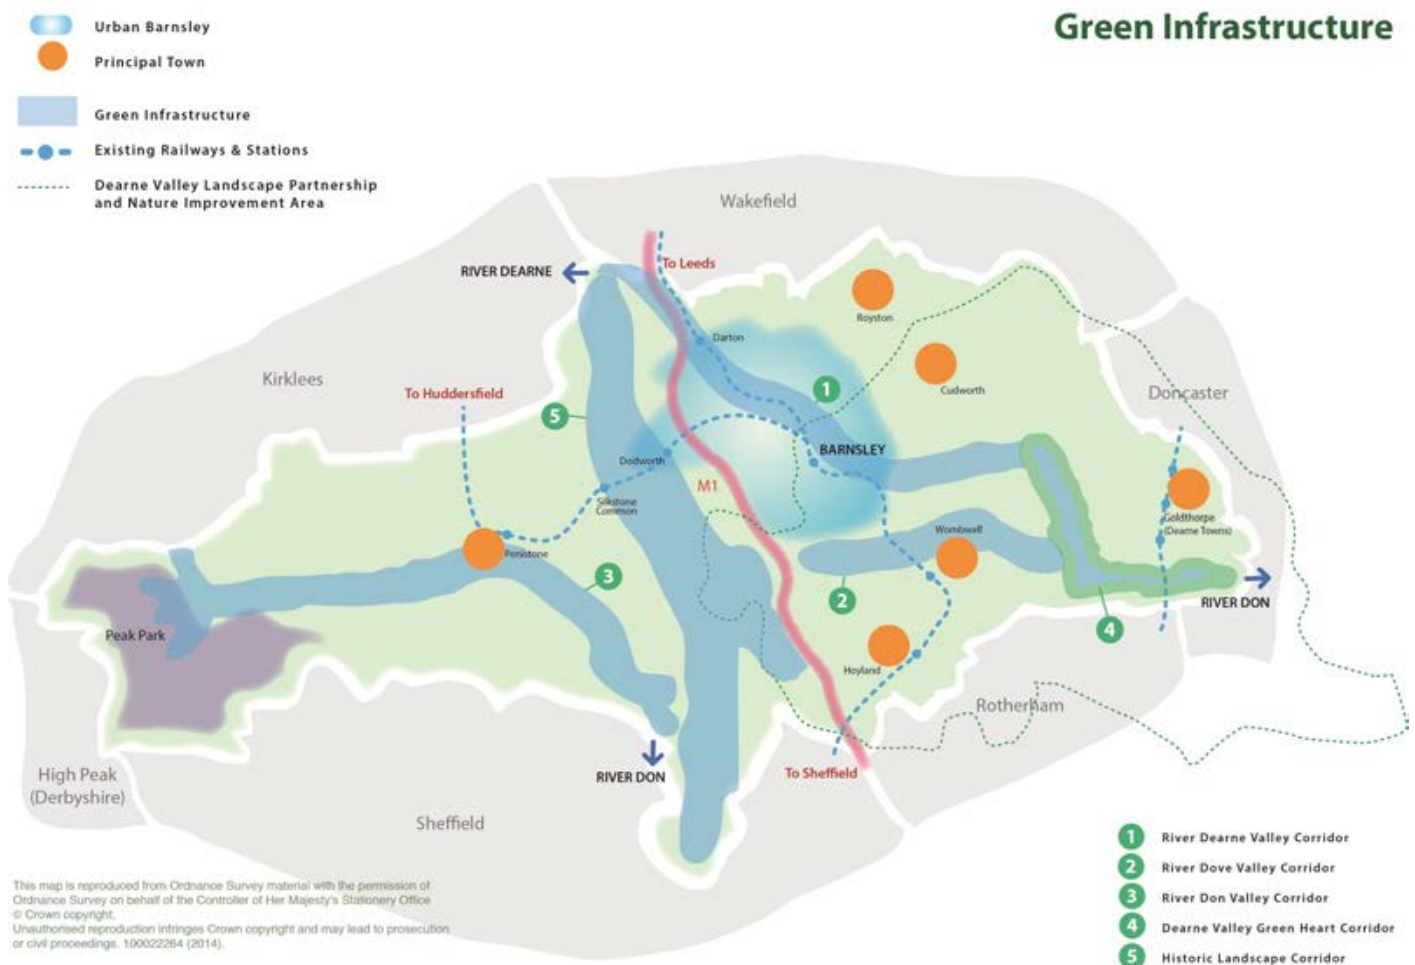 Green Infrastructure
Urban Barnsley
Principal Town
Green Infrastructure
Existing Railways & Stations
Dearne Valley Landscape Partnership
and Nature Improvement Area
Wakefield
RIVER DEARNE
To Leeds
Royston
Darton
Kirklees
To Huddersfield
1
Cudworth
Doncaster
5
BARNSLEY
Dodworth
M1
Silkstone
Common
Goldthorpe
(Dearne Towns)
Wombwell
Penistone
3
2
RIVER DON
4
Peak Park
Hoyland
Rotherham
RIVER DON
To Sheffield
High Peak
(Derbyshire)
Sheffield
1 River Dearne Valley Corridor
2 River Dove Valley Corridor
3 River Don Valley Corridor
4 Dearne Valley Green Heart Corridor
5 Historic Landscape Corridor
This map is reproduced from Ordnance Survey material with the permission of
Ordnance Survey on behalf of the Controller of Her Majesty's Stationery Office
© Crown copyright.
Unauthorised reproduction infringes Crown copyright and may lead to prosecution
or civil proceedings. 100022264 (2014).